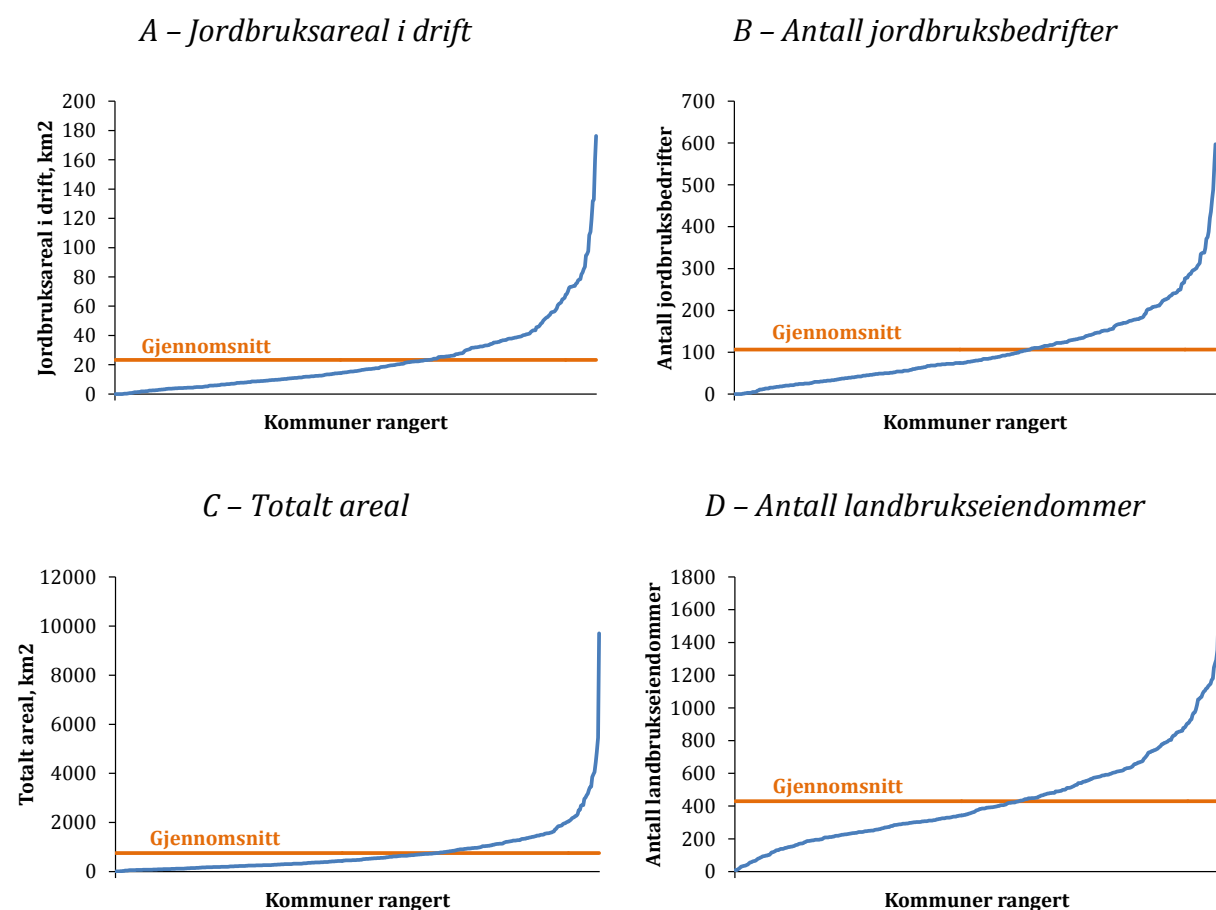 A – Jordbruksareal i drift
Jordbruksareal i drift, km2
200
180
160
140
120
100
80
60
40
20
0
Gjennomsnitt
Kommuner rangert
B – Antall jordbruksbedrifter
Antall jordbruksbedrifter
700
600
500
400
300
200
100
0
Gjennomsnitt
Kommuner rangert
C – Totalt areal
Totalt areal, km2
12000
10000
8000
6000
4000
2000
0
Gjennomsnitt
Kommuner rangert
D – Antall landbrukseiendommer
Antall landbrukseiendommer
1800
1600
1400
1200
1000
800
600
400
200
0
Gjennomsnitt
Kommuner rangert